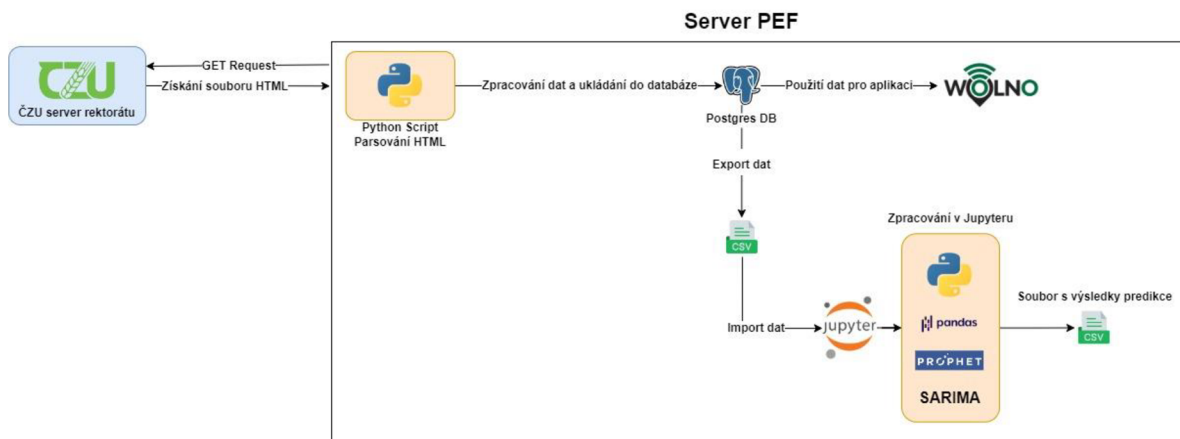 Server PEF
GET Request
ČZU
Získání souboru HTML
ČZU server rektorátu
Python Script
Parsování HTML
Zpracování dat a ukládání do databáze
Postgres DB
Použití dat pro aplikaci
WOLNO
Export dat
CSV
Import dat
jupyter
Zpracování v Jupyteru
pandas
PROPHET
SARIMA
Soubor s výsledky predikce
CSV